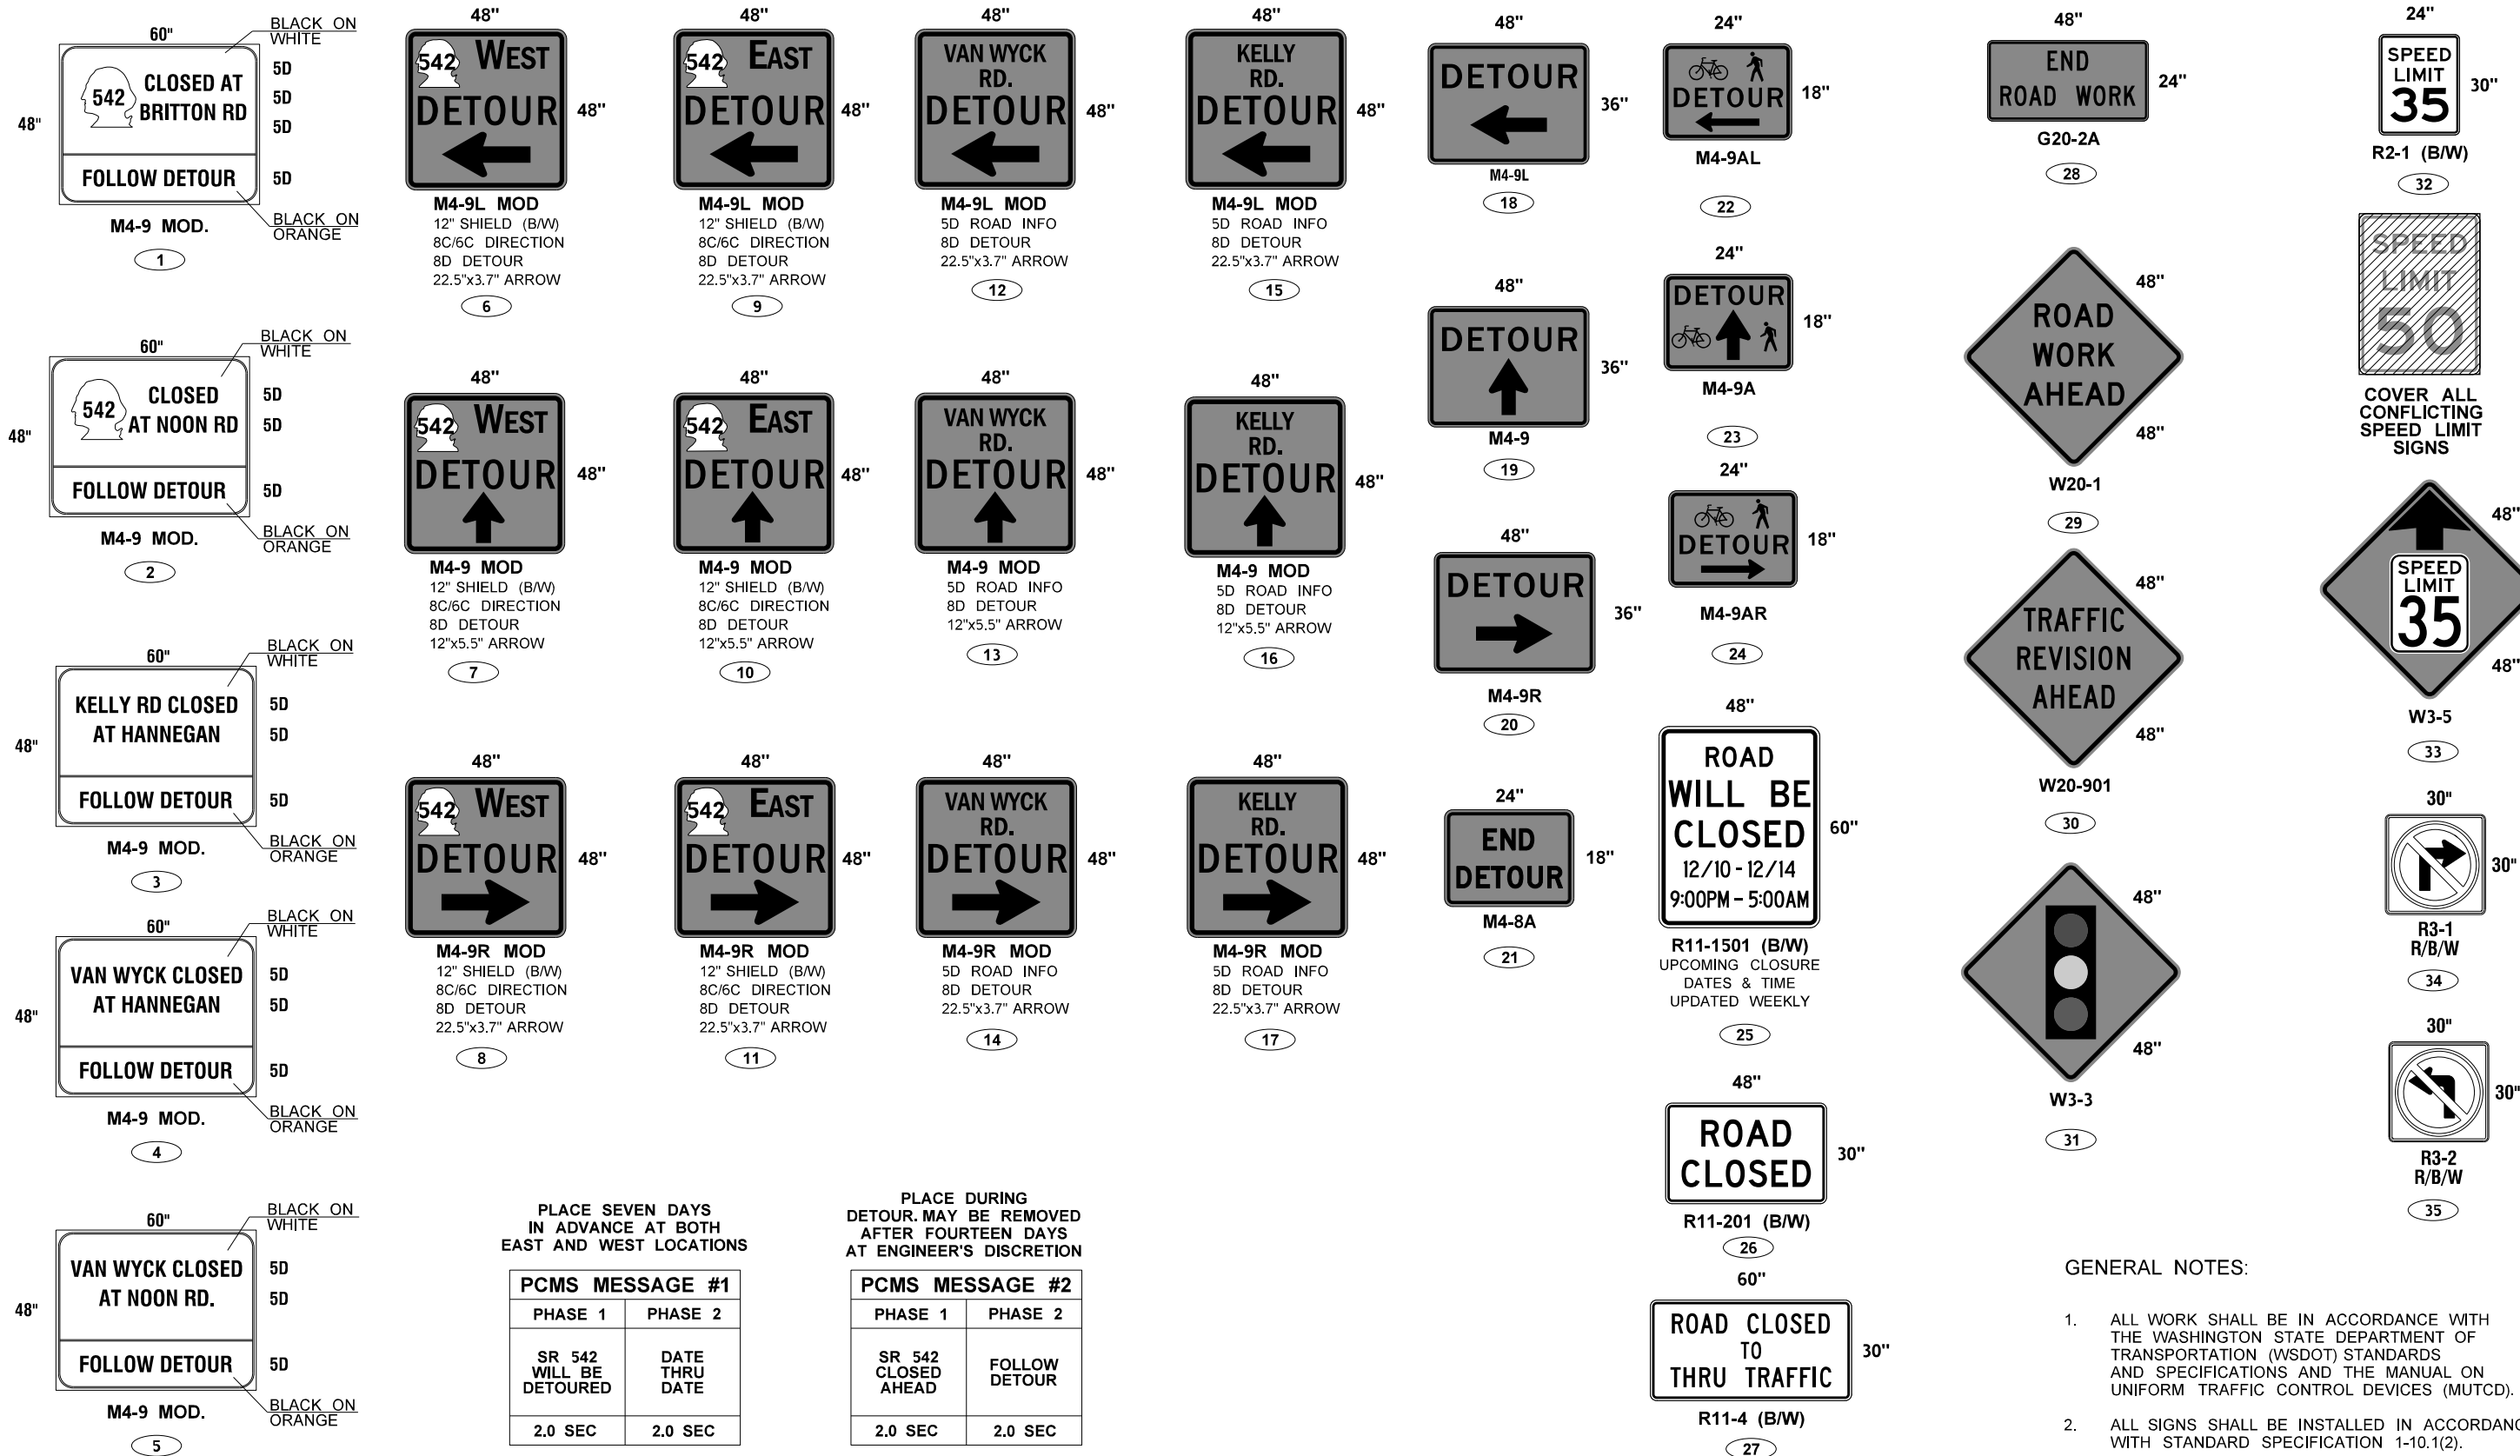 60"
BLACK ON
WHITE
542
CLOSED AT
BRITTON RD
5D
5D
5D
48"
FOLLOW DETOUR
5D
BLACK ON
ORANGE
M4-9 MOD.
1
60"
BLACK ON
WHITE
542
CLOSED
AT NOON RD
5D
5D
48"
FOLLOW DETOUR
5D
BLACK ON
ORANGE
M4-9 MOD.
2
60"
BLACK ON
WHITE
KELLY RD CLOSED
AT HANNEGAN
5D
5D
48"
FOLLOW DETOUR
5D
BLACK ON
ORANGE
M4-9 MOD.
3
60"
BLACK ON
WHITE
VAN WYCK CLOSED
AT HANNEGAN
5D
5D
48"
FOLLOW DETOUR
5D
BLACK ON
ORANGE
M4-9 MOD.
4
60"
BLACK ON
WHITE
VAN WYCK CLOSED
AT NOON RD.
5D
5D
48"
FOLLOW DETOUR
5D
BLACK ON
ORANGE
M4-9 MOD.
5
48"
542 WEST
DETOUR
48"
M4-9L MOD
12" SHIELD (B/W)
8C/6C DIRECTION
8D DETOUR
22.5"x3.7" ARROW
6
48"
542 WEST
DETOUR
48"
M4-9 MOD
12" SHIELD (B/W)
8C/6C DIRECTION
8D DETOUR
12"x5.5" ARROW
7
48"
542 WEST
DETOUR
48"
M4-9R MOD
12" SHIELD (B/W)
8C/6C DIRECTION
8D DETOUR
22.5"x3.7" ARROW
8
48"
542 EAST
DETOUR
48"
M4-9L MOD
12" SHIELD (B/W)
8C/6C DIRECTION
8D DETOUR
22.5"x3.7" ARROW
9
48"
542 EAST
DETOUR
48"
M4-9 MOD
12" SHIELD (B/W)
8C/6C DIRECTION
8D DETOUR
12"x5.5" ARROW
10
48"
542 EAST
DETOUR
48"
M4-9R MOD
12" SHIELD (B/W)
8C/6C DIRECTION
8D DETOUR
22.5"x3.7" ARROW
11
48"
VAN WYCK
RD.
DETOUR
48"
M4-9L MOD
5D ROAD INFO
8D DETOUR
22.5"x3.7" ARROW
12
48"
VAN WYCK
RD.
DETOUR
48"
M4-9 MOD
5D ROAD INFO
8D DETOUR
12"x5.5" ARROW
13
48"
VAN WYCK
RD.
DETOUR
48"
M4-9R MOD
5D ROAD INFO
8D DETOUR
22.5"x3.7" ARROW
14
48"
KELLY
RD.
DETOUR
48"
M4-9L MOD
5D ROAD INFO
8D DETOUR
22.5"x3.7" ARROW
15
48"
KELLY
RD.
DETOUR
48"
M4-9 MOD
5D ROAD INFO
8D DETOUR
12"x5.5" ARROW
16
48"
KELLY
RD.
DETOUR
48"
M4-9R MOD
5D ROAD INFO
8D DETOUR
22.5"x3.7" ARROW
17
PLACE SEVEN DAYS
IN ADVANCE AT BOTH
EAST AND WEST LOCATIONS
PCMS MESSAGE #1
PHASE 1 PHASE 2
SR 542
WILL BE
DETOURED
DATE
THRU
DATE
2.0 SEC 2.0 SEC
PLACE DURING
DETOUR. MAY BE REMOVED
AFTER FOURTEEN DAYS
AT ENGINEER'S DISCRETION
PCMS MESSAGE #2
PHASE 1 PHASE 2
SR 542
CLOSED
AHEAD
FOLLOW
DETOUR
2.0 SEC 2.0 SEC
48"
DETOUR
36"
M4-9L
18
48"
DETOUR
36"
M4-9
19
48"
DETOUR
36"
M4-9R
20
24"
END
DETOUR
18"
M4-8A
21
24"
DETOUR
18"
M4-9AL
22
24"
DETOUR
18"
M4-9A
23
24"
DETOUR
18"
M4-9AR
24
48"
ROAD
WILL BE
CLOSED
12/10 - 12/14
9:00PM - 5:00AM
60"
R11-1501 (B/W)
UPCOMING CLOSURE
DATES & TIME
UPDATED WEEKLY
25
48"
ROAD
CLOSED
30"
R11-201 (B/W)
26
60"
ROAD CLOSED
TO
THRU TRAFFIC
30"
R11-4 (B/W)
27
48"
END
ROAD WORK
24"
G20-2A
28
48"
ROAD
WORK
AHEAD
48"
W20-1
29
48"
TRAFFIC
REVISION
AHEAD
48"
W20-901
30
48"
48"
W3-3
31
24"
SPEED
LIMIT
35
30"
R2-1 (B/W)
32
SPEED
LIMIT
50
COVER ALL
CONFLICTING
SPEED LIMIT
SIGNS
48"
SPEED
LIMIT
35
48"
W3-5
33
30"
30"
R3-1
R/B/W
34
30"
30"
R3-2
R/B/W
35
GENERAL NOTES:
1. ALL WORK SHALL BE IN ACCORDANCE WITH
THE WASHINGTON STATE DEPARTMENT OF
TRANSPORTATION (WSDOT) STANDARDS
AND SPECIFICATIONS AND THE MANUAL ON
UNIFORM TRAFFIC CONTROL DEVICES (MUTCD).
2. ALL SIGNS SHALL BE INSTALLED IN ACCORDANC
WITH STANDARD SPECIFICATION 1-10.1(2).